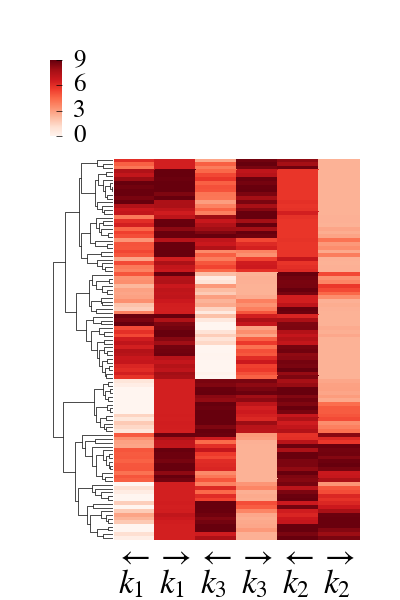 9
6
3
0
← → ← → ← →
k₁ k₁ k₃ k₃ k₂ k₂